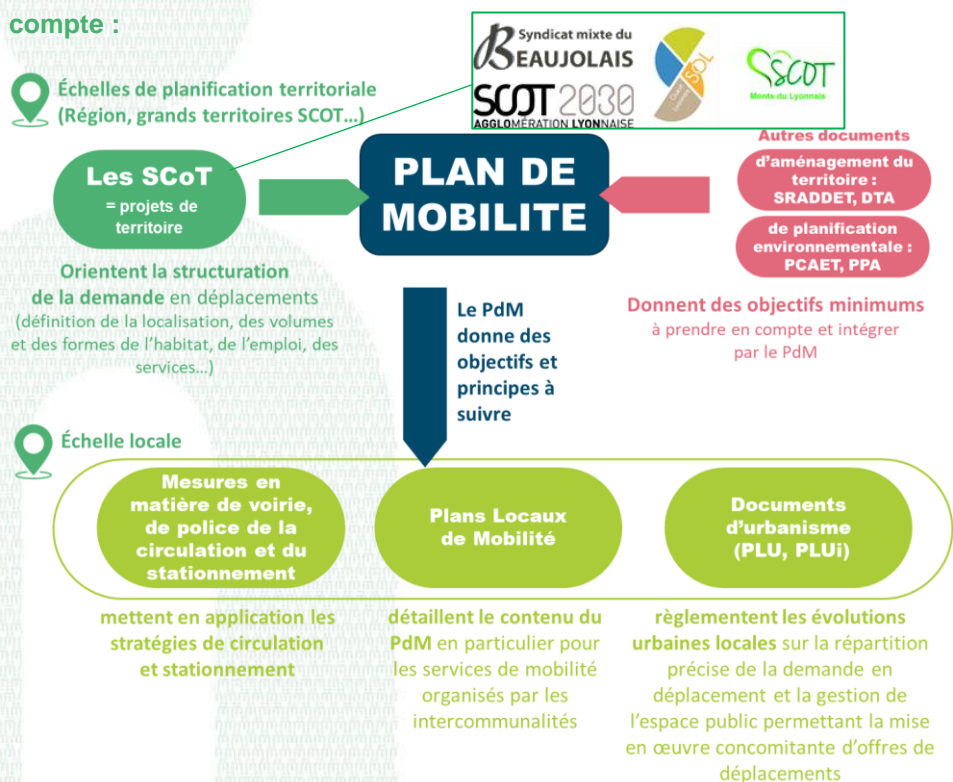 compte :
Syndicat mixte du
BEAUJOLAIS
SCOT 2030
AGGLOMÉRATION LYONNAISE
Ouest Lyonnais
SOL
SCOT
Monts du Lyonnais
Échelles de planification territoriale
(Région, grands territoires SCOT...)
Les SCoT
= projets de
territoire
PLAN DE
MOBILITE
Autres documents
d'aménagement du
territoire :
SRADDET, DTA
de planification
environnementale :
PCAET, PPA
Orientent la structuration
de la demande en déplacements
(définition de la localisation, des volumes
et des formes de l'habitat, de l'emploi, des
services...)
Le PdM
donne des
objectifs et
principes à
suivre
Donnent des objectifs minimums
à prendre en compte et intégrer
par le PdM
Échelle locale
Mesures en
matière de voirie,
de police de la
circulation et du
stationnement
Plans Locaux
de Mobilité
Documents
d'urbanisme
(PLU, PLUi)
mettent en application les
stratégies de circulation
et stationnement
détaillent le contenu du
PdM en particulier pour
les services de mobilité
organisés par les
intercommunalités
règlementent les évolutions
urbaines locales sur la répartition
précise de la demande en
déplacement et la gestion de
l'espace public permettant la mise
en œuvre concomitante d'offres de
déplacements